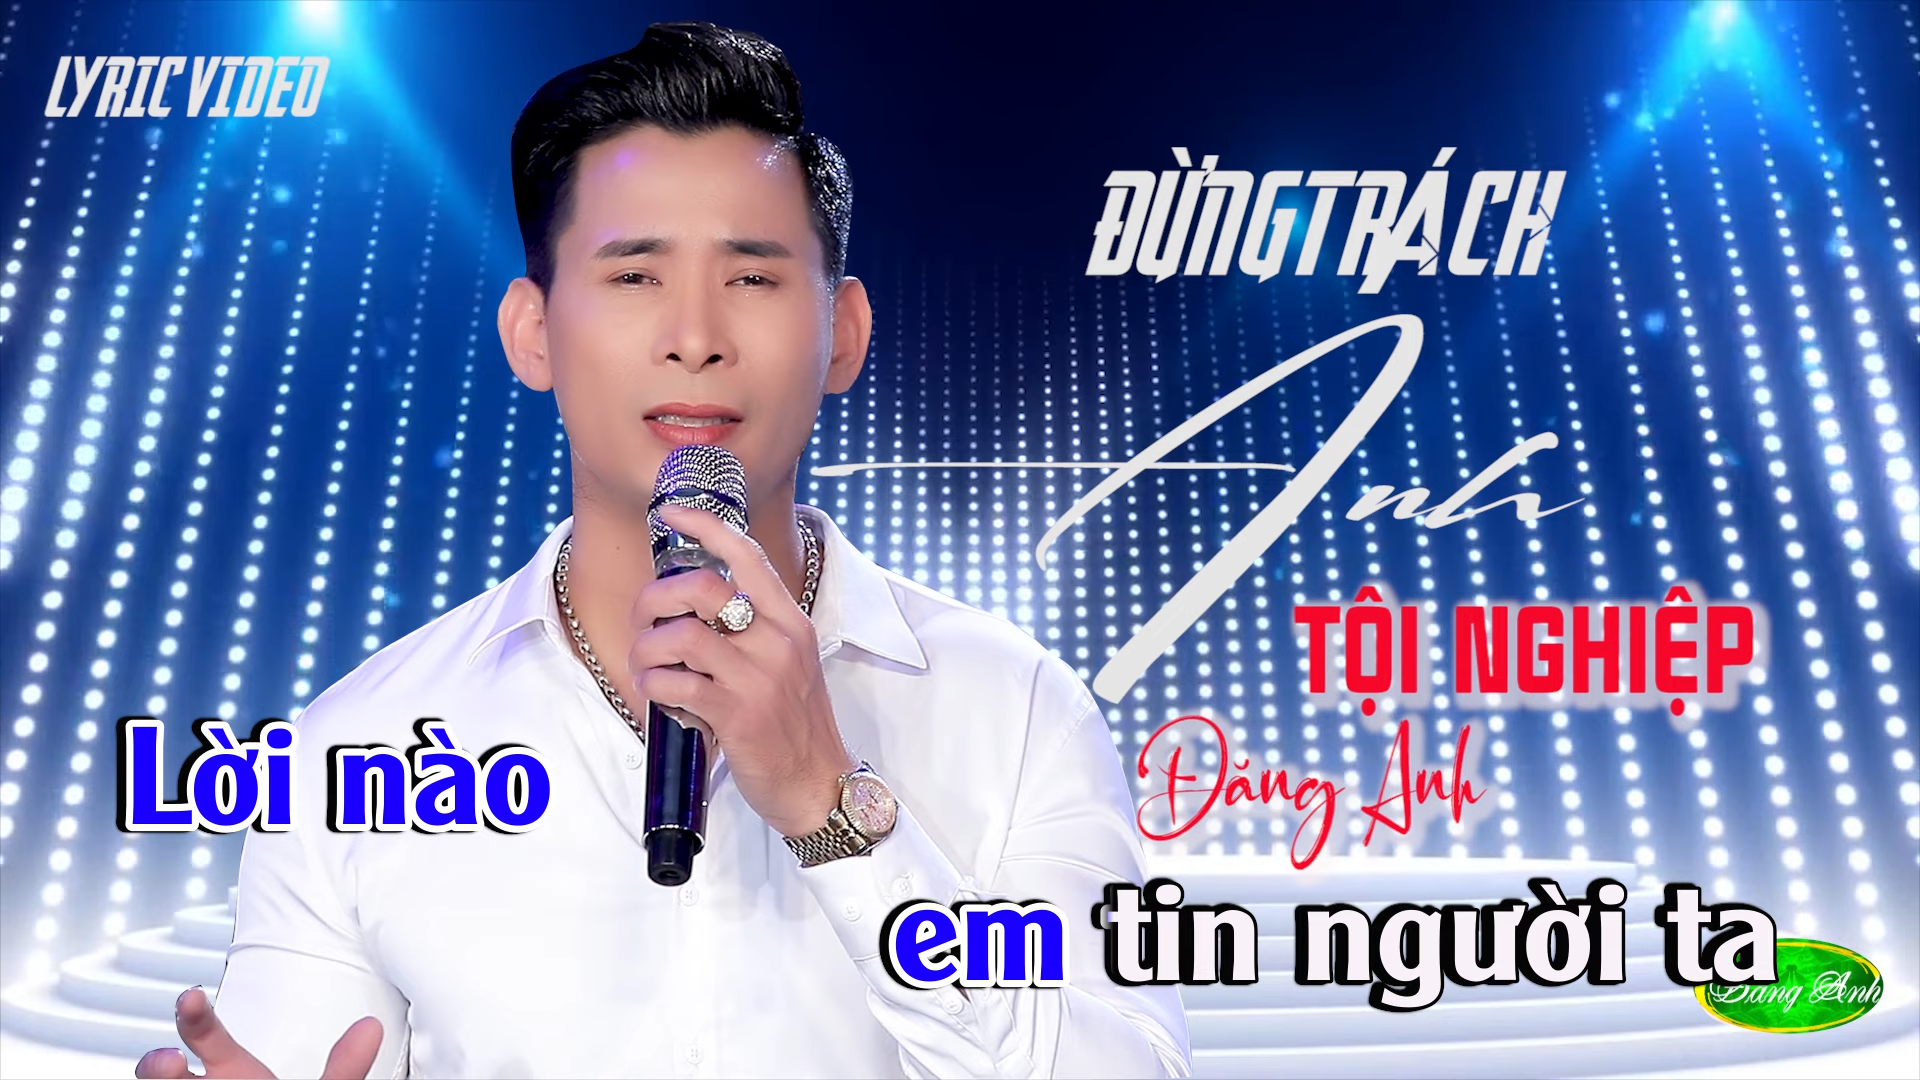 LYRIC VIDEO
ĐỪNG TRÁCH
Anh
TỘI NGHIỆP
Đăng Anh
Lời nào
em tin người ta
Đăng Anh